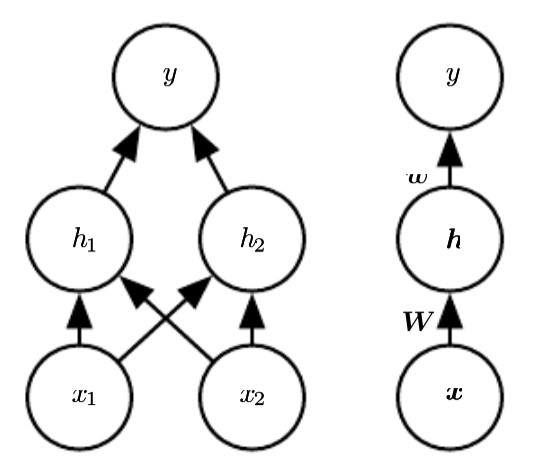 y y
w
h₁ h₂ h
W
x₁ x₂ x